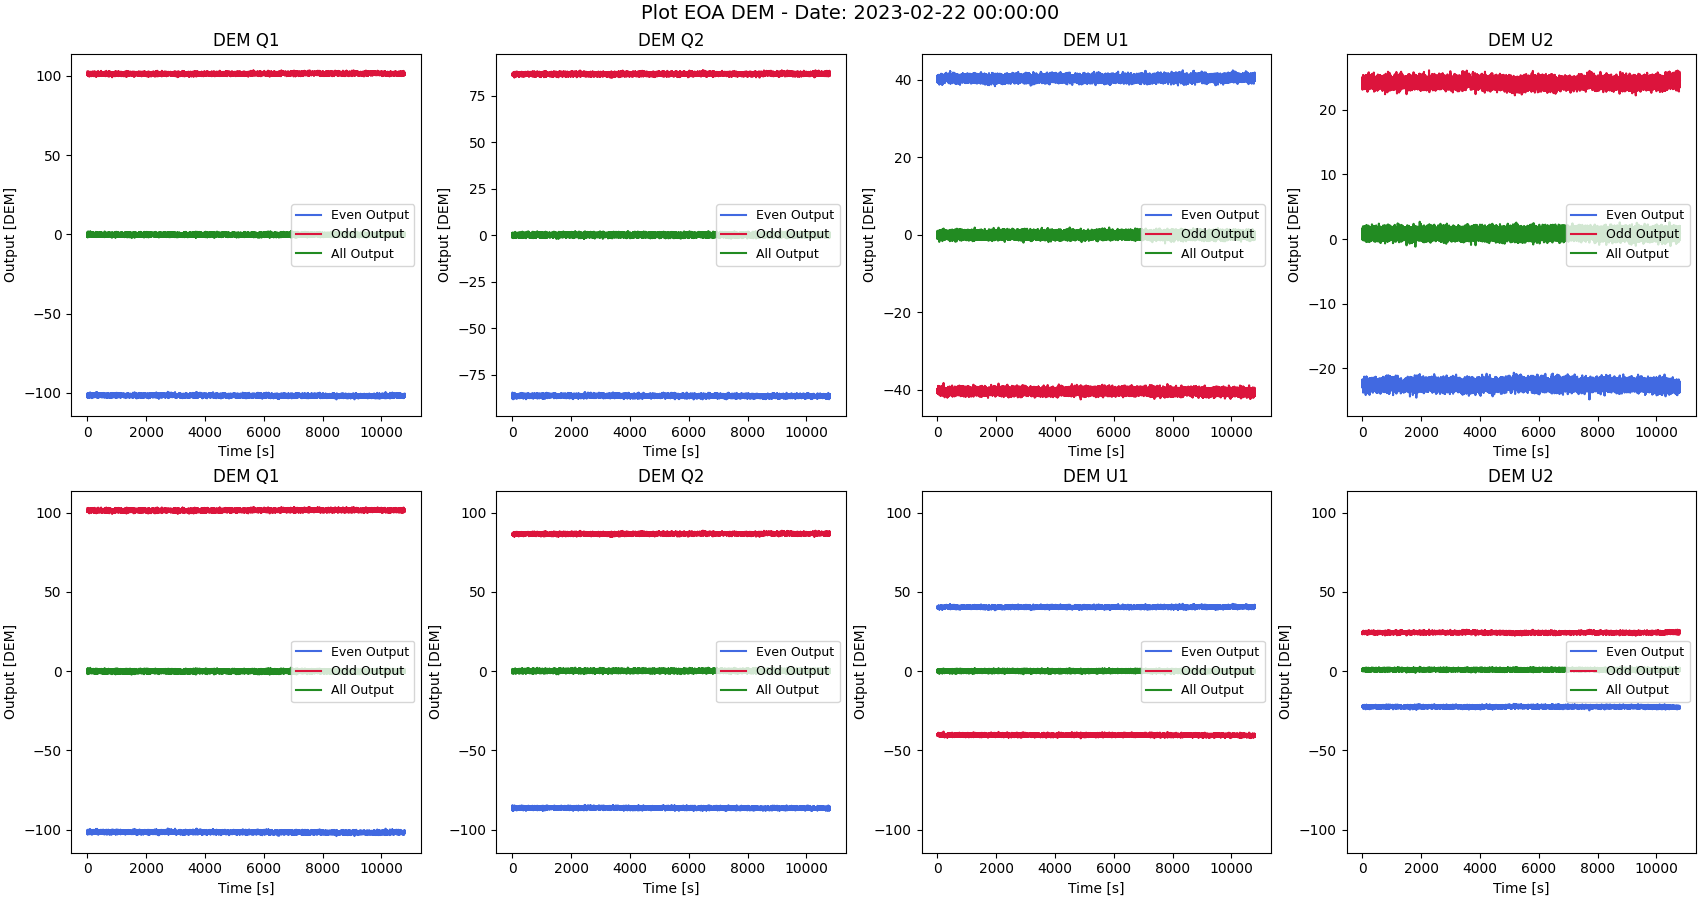 Plot EOA DEM - Date: 2023-02-22 00:00:00
DEM Q1
DEM Q2
DEM U1
DEM U2
Output [DEM]
100
50
0
−50
−100
Even Output
Odd Output
All Output
0 2000 4000 6000 8000 10000
Time [s]
Output [DEM]
75
50
25
0
−25
−50
−75
Even Output
Odd Output
All Output
0 2000 4000 6000 8000 10000
Time [s]
Output [DEM]
40
20
0
−20
−40
Even Output
Odd Output
All Output
0 2000 4000 6000 8000 10000
Time [s]
Output [DEM]
20
10
0
−10
−20
Even Output
Odd Output
All Output
0 2000 4000 6000 8000 10000
Time [s]
DEM Q1
DEM Q2
DEM U1
DEM U2
Output [DEM]
100
50
0
−50
−100
Even Output
Odd Output
All Output
0 2000 4000 6000 8000 10000
Time [s]
Output [DEM]
100
50
0
−50
−100
Even Output
Odd Output
All Output
0 2000 4000 6000 8000 10000
Time [s]
Output [DEM]
100
50
0
−50
−100
Even Output
Odd Output
All Output
0 2000 4000 6000 8000 10000
Time [s]
Output [DEM]
100
50
0
−50
−100
Even Output
Odd Output
All Output
0 2000 4000 6000 8000 10000
Time [s]